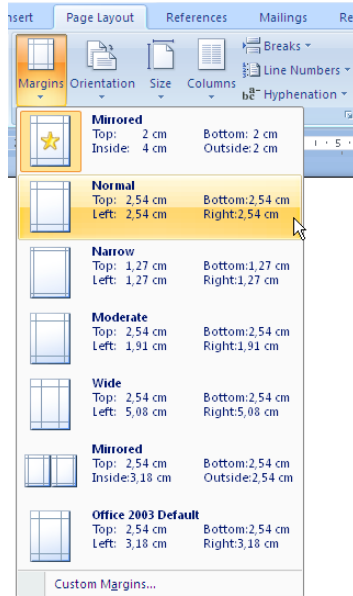 nsert Page Layout References Mailings Re
Breaks
Line Numbers
Margins Orientation Size Columns bc Hyphenation
5
Mirrored
Top: 2 cm Bottom: 2 cm
Inside: 4 cm Outside: 2 cm
Normal
Top: 2,54 cm Bottom:2,54 cm
Left: 2,54 cm Right:2,54 cm
Narrow
Top: 1,27 cm Bottom:1,27 cm
Left: 1,27 cm Right:1,27 cm
Moderate
Top: 2,54 cm Bottom:2,54 cm
Left: 1,91 cm Right:1,91 cm
Wide
Top: 2,54 cm Bottom:2,54 cm
Left: 5,08 cm Right:5,08 cm
Mirrored
Top: 2,54 cm Bottom:2,54 cm
Inside:3,18 cm Outside:2,54 cm
Office 2003 Default
Top: 2,54 cm Bottom:2,54 cm
Left: 3,18 cm Right:3,18 cm
Custom Margins...